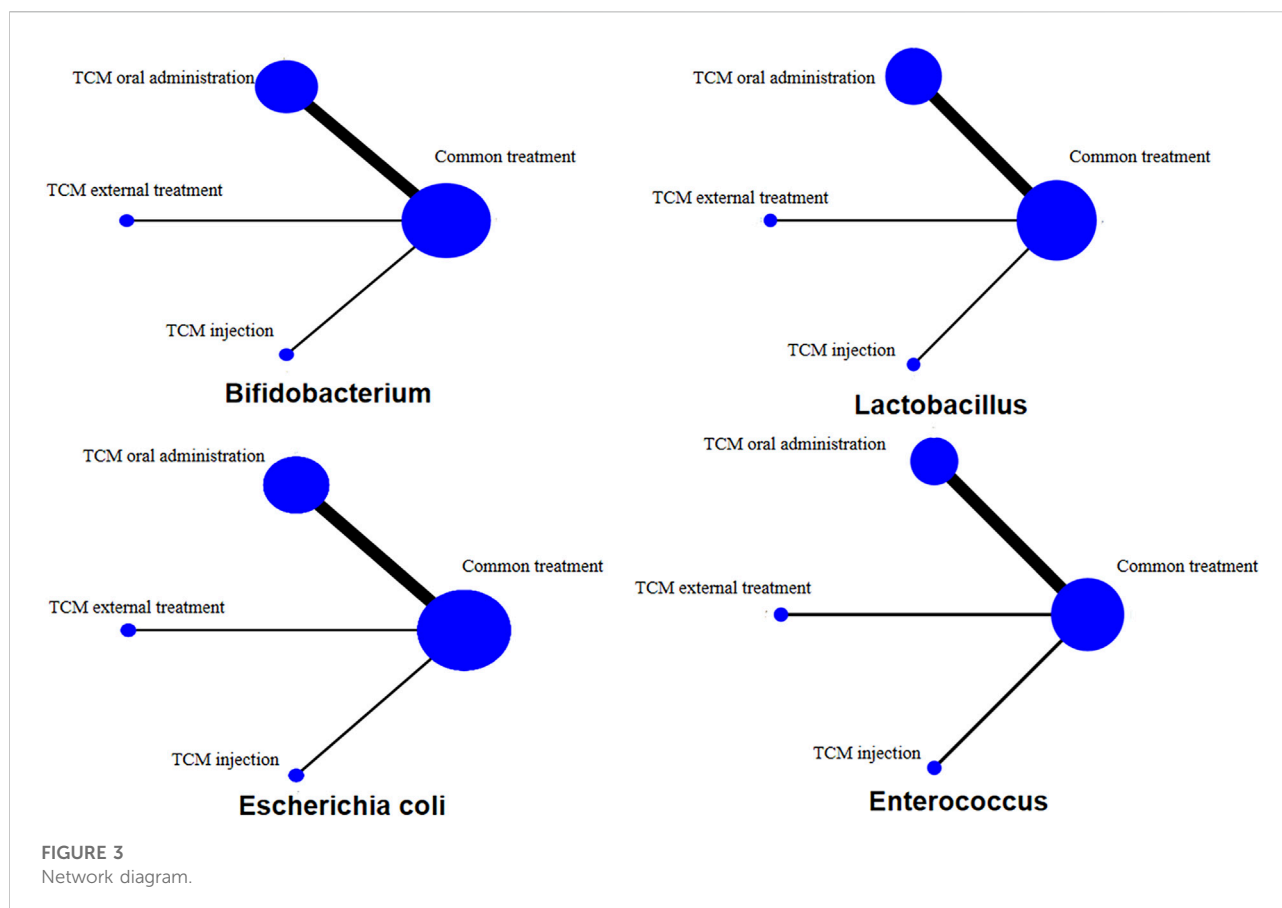 TCM oral administration
Common treatment
TCM external treatment
TCM injection
Bifidobacterium
TCM oral administration
Common treatment
TCM external treatment
TCM injection
Lactobacillus
TCM oral administration
Common treatment
TCM external treatment
TCM injection
Escherichia coli
TCM oral administration
Common treatment
TCM external treatment
TCM injection
Enterococcus
FIGURE 3
Network diagram.